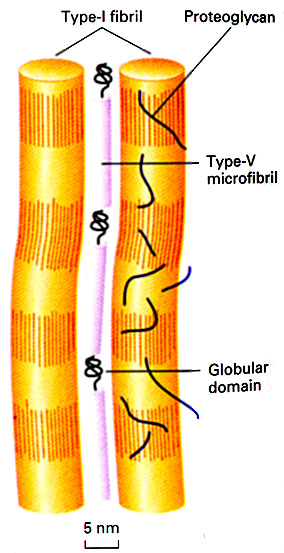 Type-I fibril
Proteoglycan
Type-V
microfibril
Globular
domain
5 nm